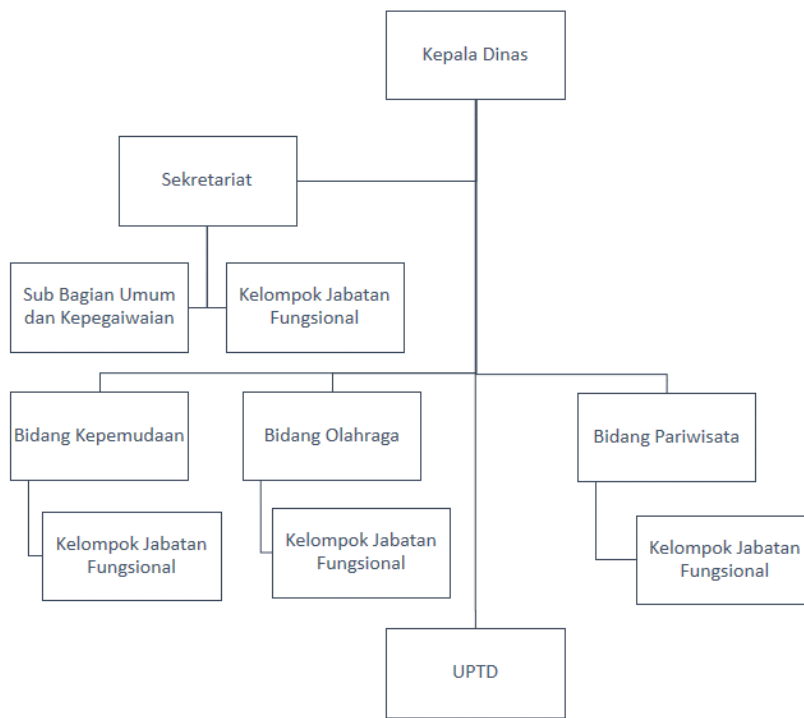 Kepala Dinas
Sekretariat
Sub Bagian Umum
dan Kepegaiwaian
Kelompok Jabatan
Fungsional
Bidang Kepemudaan
Bidang Olahraga
Bidang Pariwisata
Kelompok Jabatan
Fungsional
Kelompok Jabatan
Fungsional
Kelompok Jabatan
Fungsional
UPTD